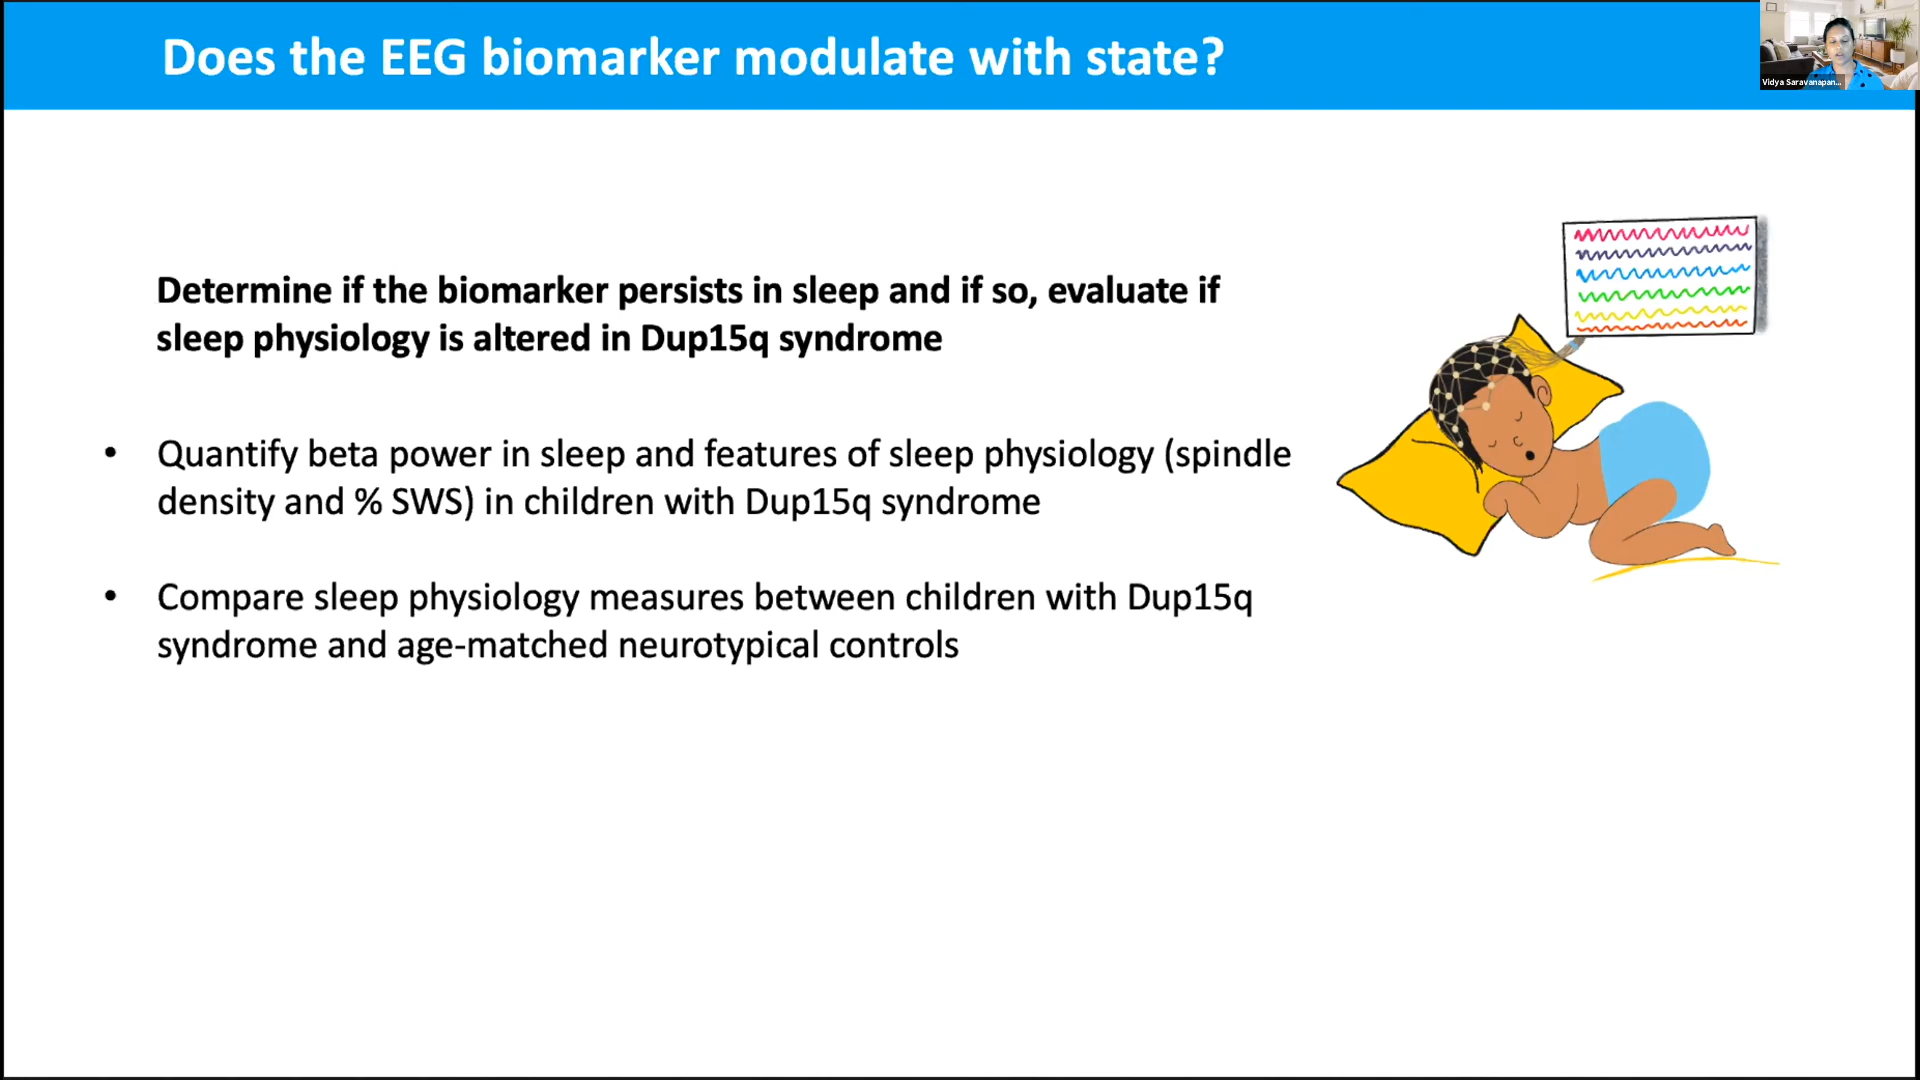 Does the EEG biomarker modulate with state?
Vidya Saravanapan...
Determine if the biomarker persists in sleep and if so, evaluate if
sleep physiology is altered in Dup15q syndrome
• Quantify beta power in sleep and features of sleep physiology (spindle
density and % SWS) in children with Dup15q syndrome
• Compare sleep physiology measures between children with Dup15q
syndrome and age-matched neurotypical controls